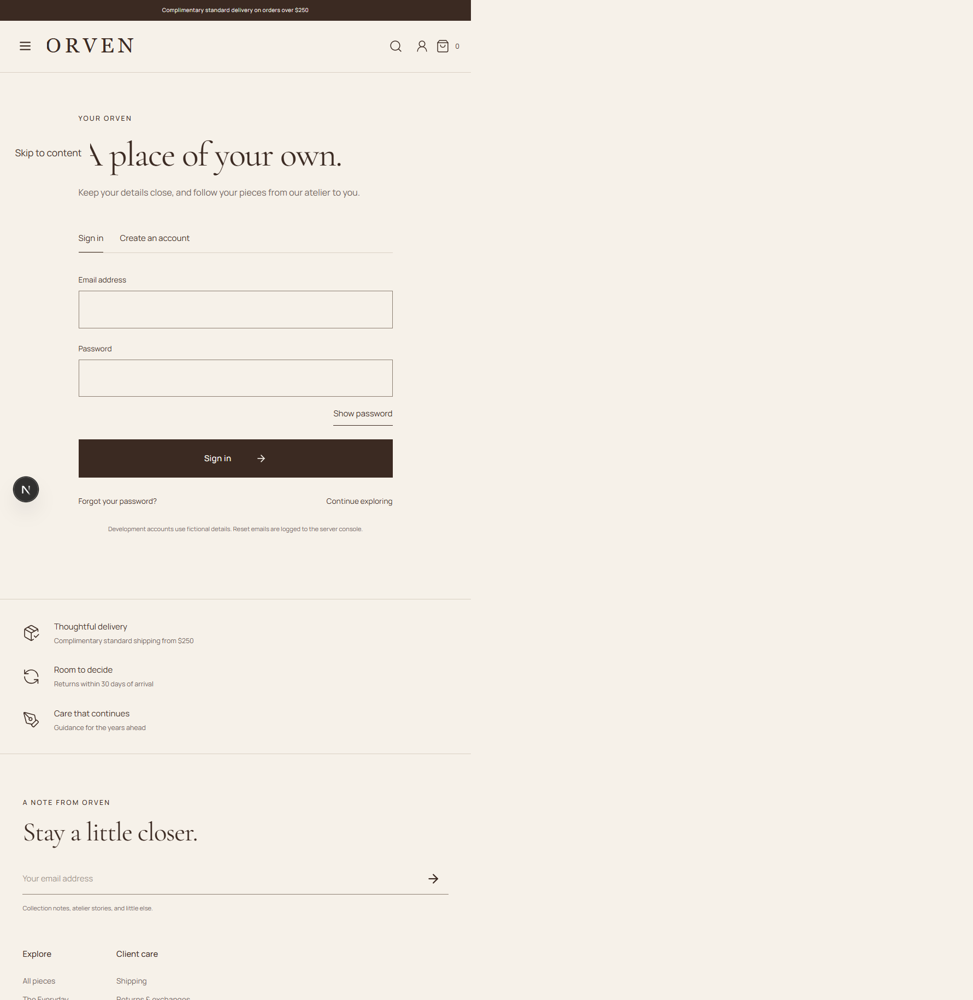 Complimentary standard delivery on orders over $250
ORVEN
0
YOUR ORVEN
Skip to content
A place of your own.
Keep your details close, and follow your pieces from our atelier to you.
Sign in
Create an account
Email address
Password
Show password
Sign in
N
Forgot your password?
Continue exploring
Development accounts use fictional details. Reset emails are logged to the server console.
Thoughtful delivery
Complimentary standard shipping from $250
Room to decide
Returns within 30 days of arrival
Care that continues
Guidance for the years ahead
A NOTE FROM ORVEN
Stay a little closer.
Your email address
Collection notes, atelier stories, and little else.
Explore
Client care
All pieces
Shipping
The Everyday
Returns & exchanges